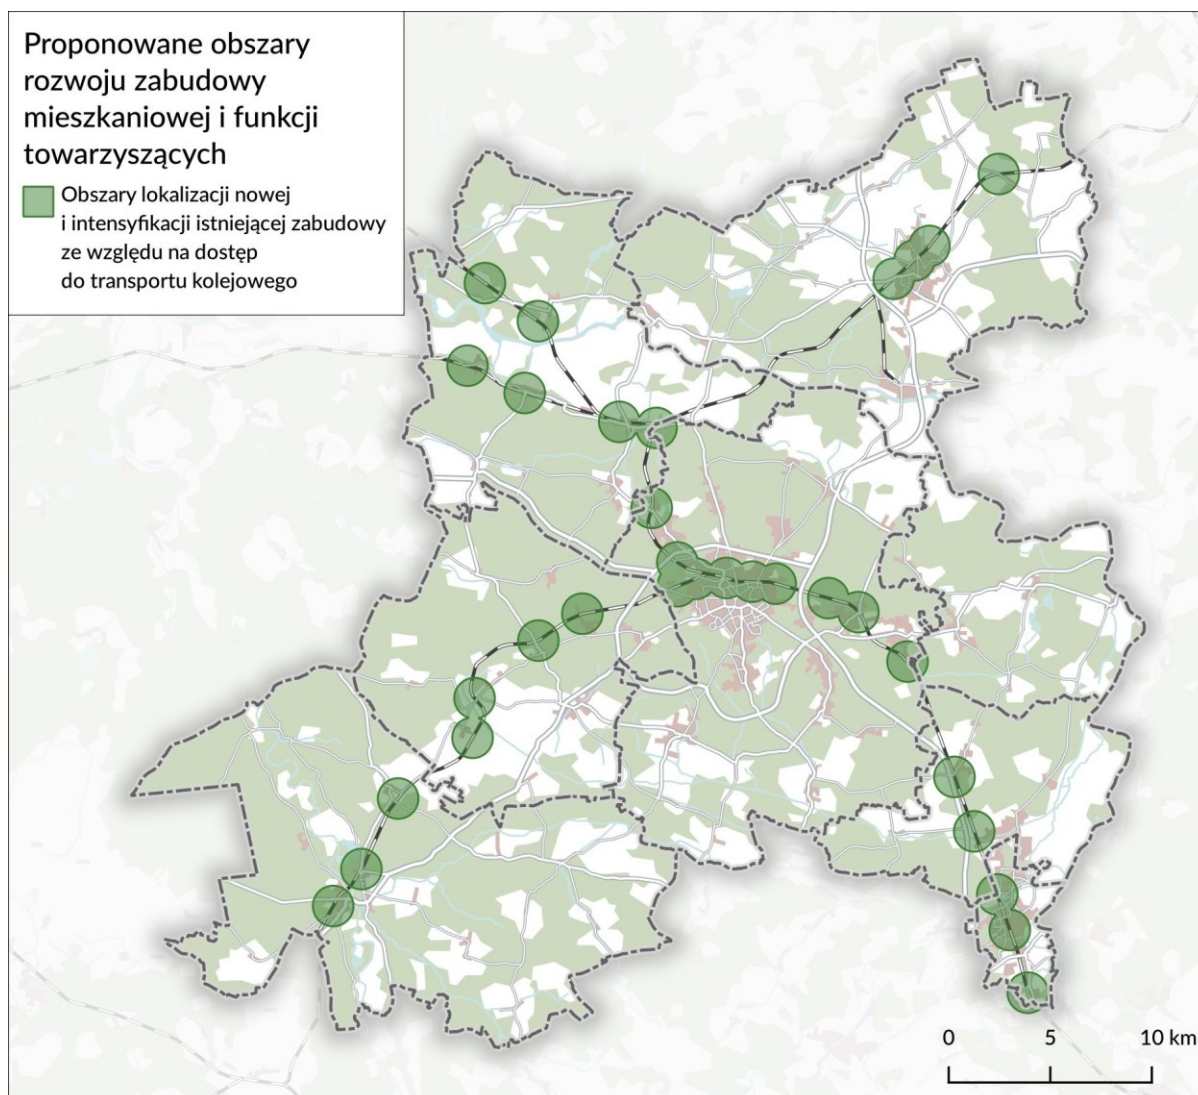 Proponowane obszary
rozwoju zabudowy
mieszkaniowej i funkcji
towarzyszących
Obszary lokalizacji nowej
i intensyfikacji istniejącej zabudowy
ze względu na dostęp
do transportu kolejowego
0 5 10 km